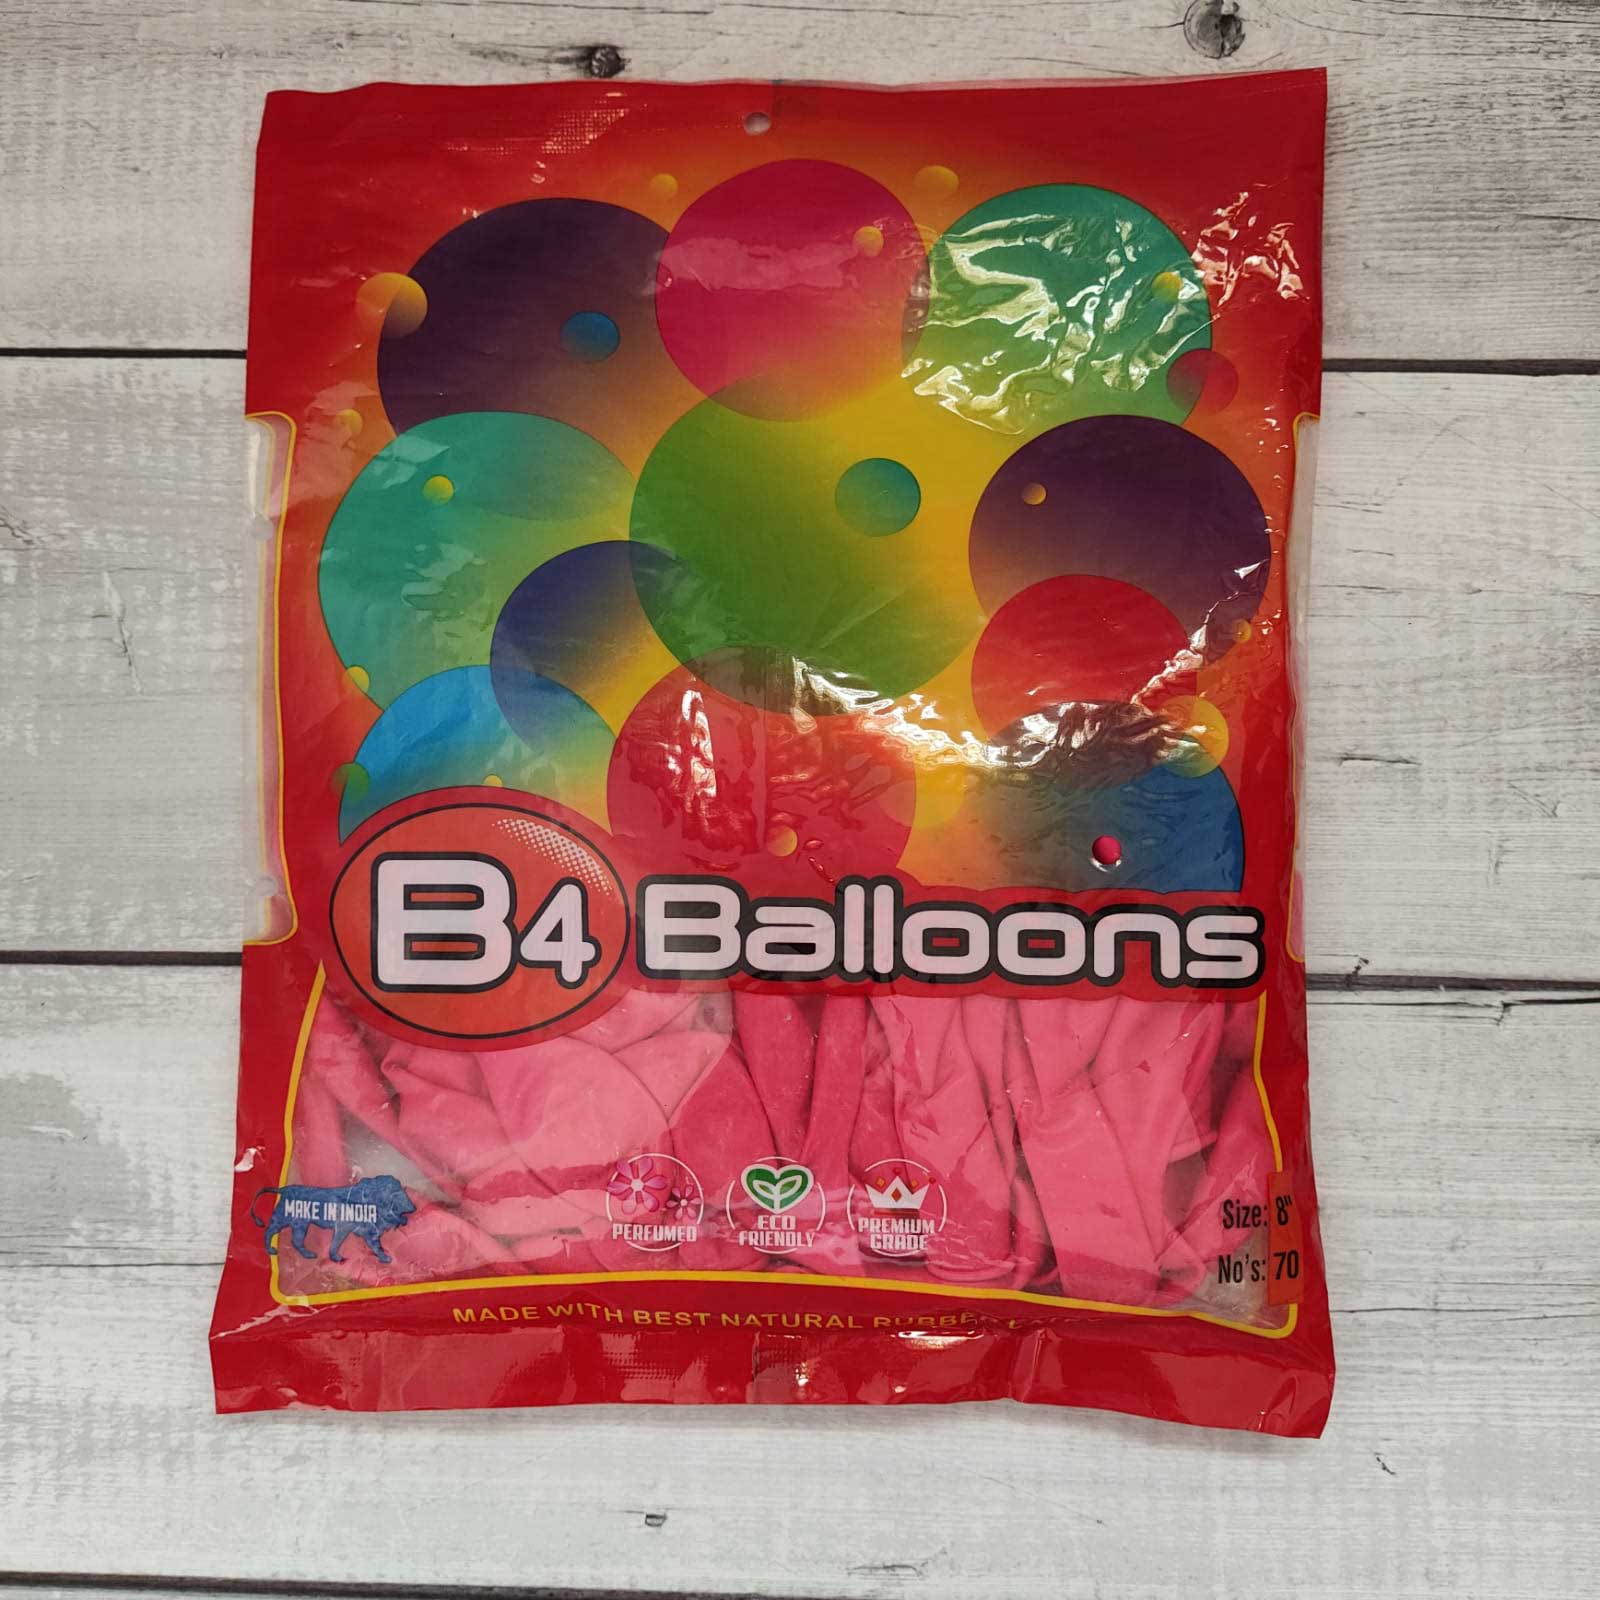 B4 Balloons
MAKE IN INDIA
PERFUMED
ECO
FRIENDLY
PREMIUM
GRADE
Size: 8"
No's: 70
MADE WITH BEST NATURAL RUBBER